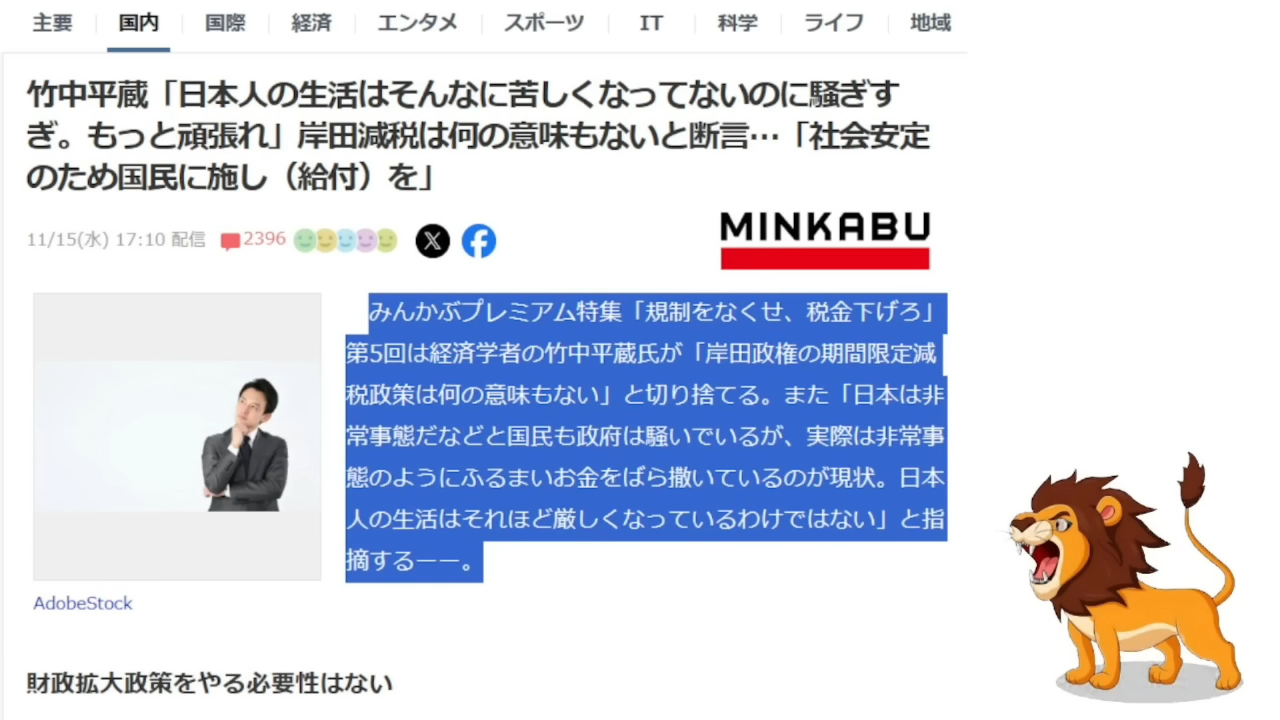 主要 国内 国際 経済 エンタメ スポーツ IT 科学 ライフ 地域
竹中平蔵「日本人の生活はそんなに苦しくなってないのに騒ぎす
ぎ。もっと頑張れ」岸田減税は何の意味もないと断言…「社会安定
のため国民に施し（給付）を」
11/15(水) 17:10 配信 2396
MINKABU
みんかぶプレミアム特集「規制をなくせ、税金下げろ」
第5回は経済学者の竹中平蔵氏が「岸田政権の期間限定減
税政策は何の意味もない」と切り捨てる。また「日本は非
常事態だなどと国民も政府は騒いでいるが、実際は非常事
態のようにふるまいお金をばら撒いているのが現状。日本
人の生活はそれほど厳しくなっているわけではない」と指
摘するーー。
AdobeStock
財政拡大政策をやる必要性はない